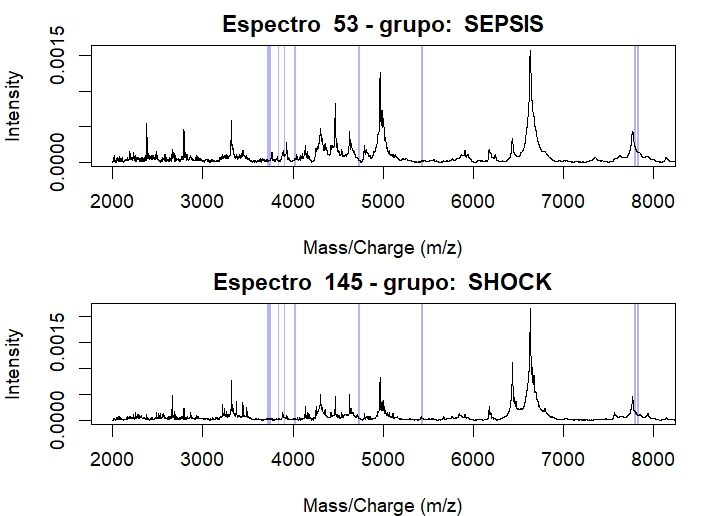 Espectro 53 - grupo: SEPSIS
Intensity
0.0015
0.0000
2000 3000 4000 5000 6000 7000 8000
Mass/Charge (m/z)
Espectro 145 - grupo: SHOCK
Intensity
0.0015
0.0000
2000 3000 4000 5000 6000 7000 8000
Mass/Charge (m/z)